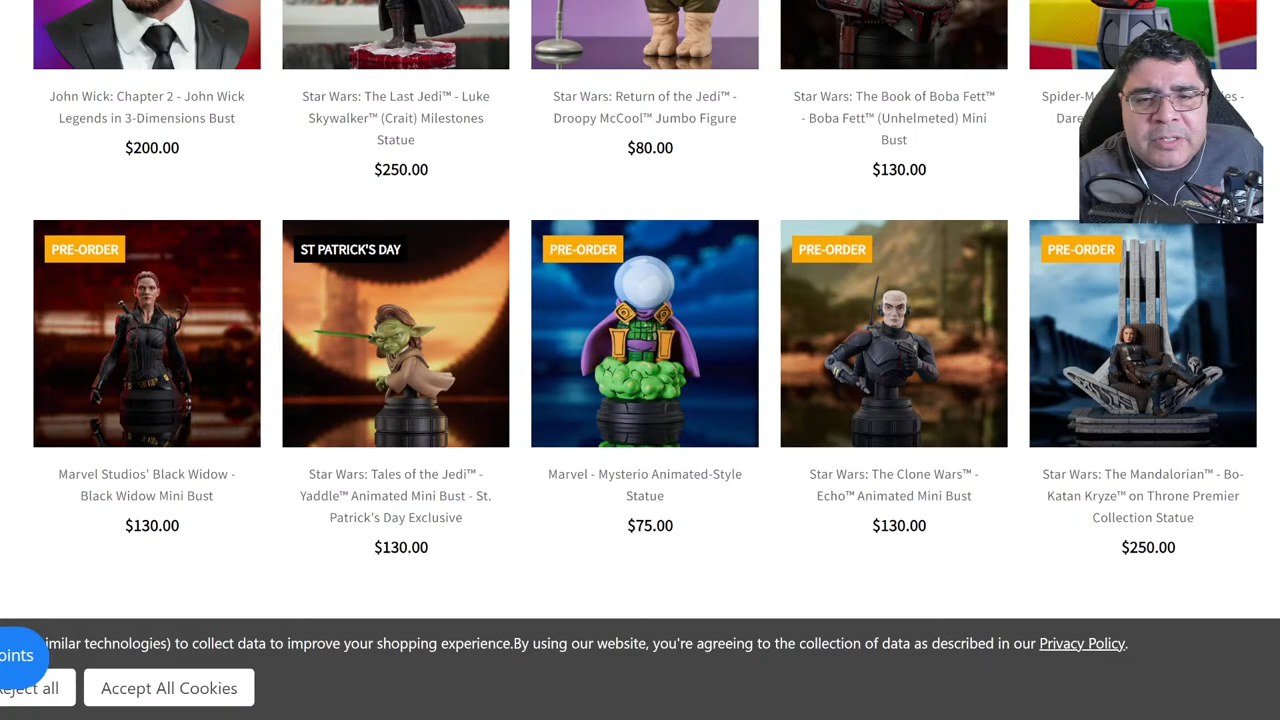 John Wick: Chapter 2 - John Wick
Legends in 3-Dimensions Bust
$200.00
Star Wars: The Last Jedi™ - Luke
Skywalker™ (Crait) Milestones
Statue
$250.00
Star Wars: Return of the Jedi™ -
Droopy McCool™ Jumbo Figure
$80.00
Star Wars: The Book of Boba Fett™
- Boba Fett™ (Unhelmeted) Mini
Bust
$130.00
PRE-ORDER
Marvel Studios' Black Widow -
Black Widow Mini Bust
$130.00
ST PATRICK'S DAY
Star Wars: Tales of the Jedi™ -
Yaddle™ Animated Mini Bust - St.
Patrick's Day Exclusive
$130.00
PRE-ORDER
Marvel - Mysterio Animated-Style
Statue
$75.00
PRE-ORDER
Star Wars: The Clone Wars™ -
Echo™ Animated Mini Bust
$130.00
PRE-ORDER
Star Wars: The Mandalorian™ - Bo-
Katan Kryze™ on Throne Premier
Collection Statue
$250.00
technologies) to collect data to improve your shopping experience.By using our website, you're agreeing to the collection of data as described in our Privacy Policy.
all
Accept All Cookies